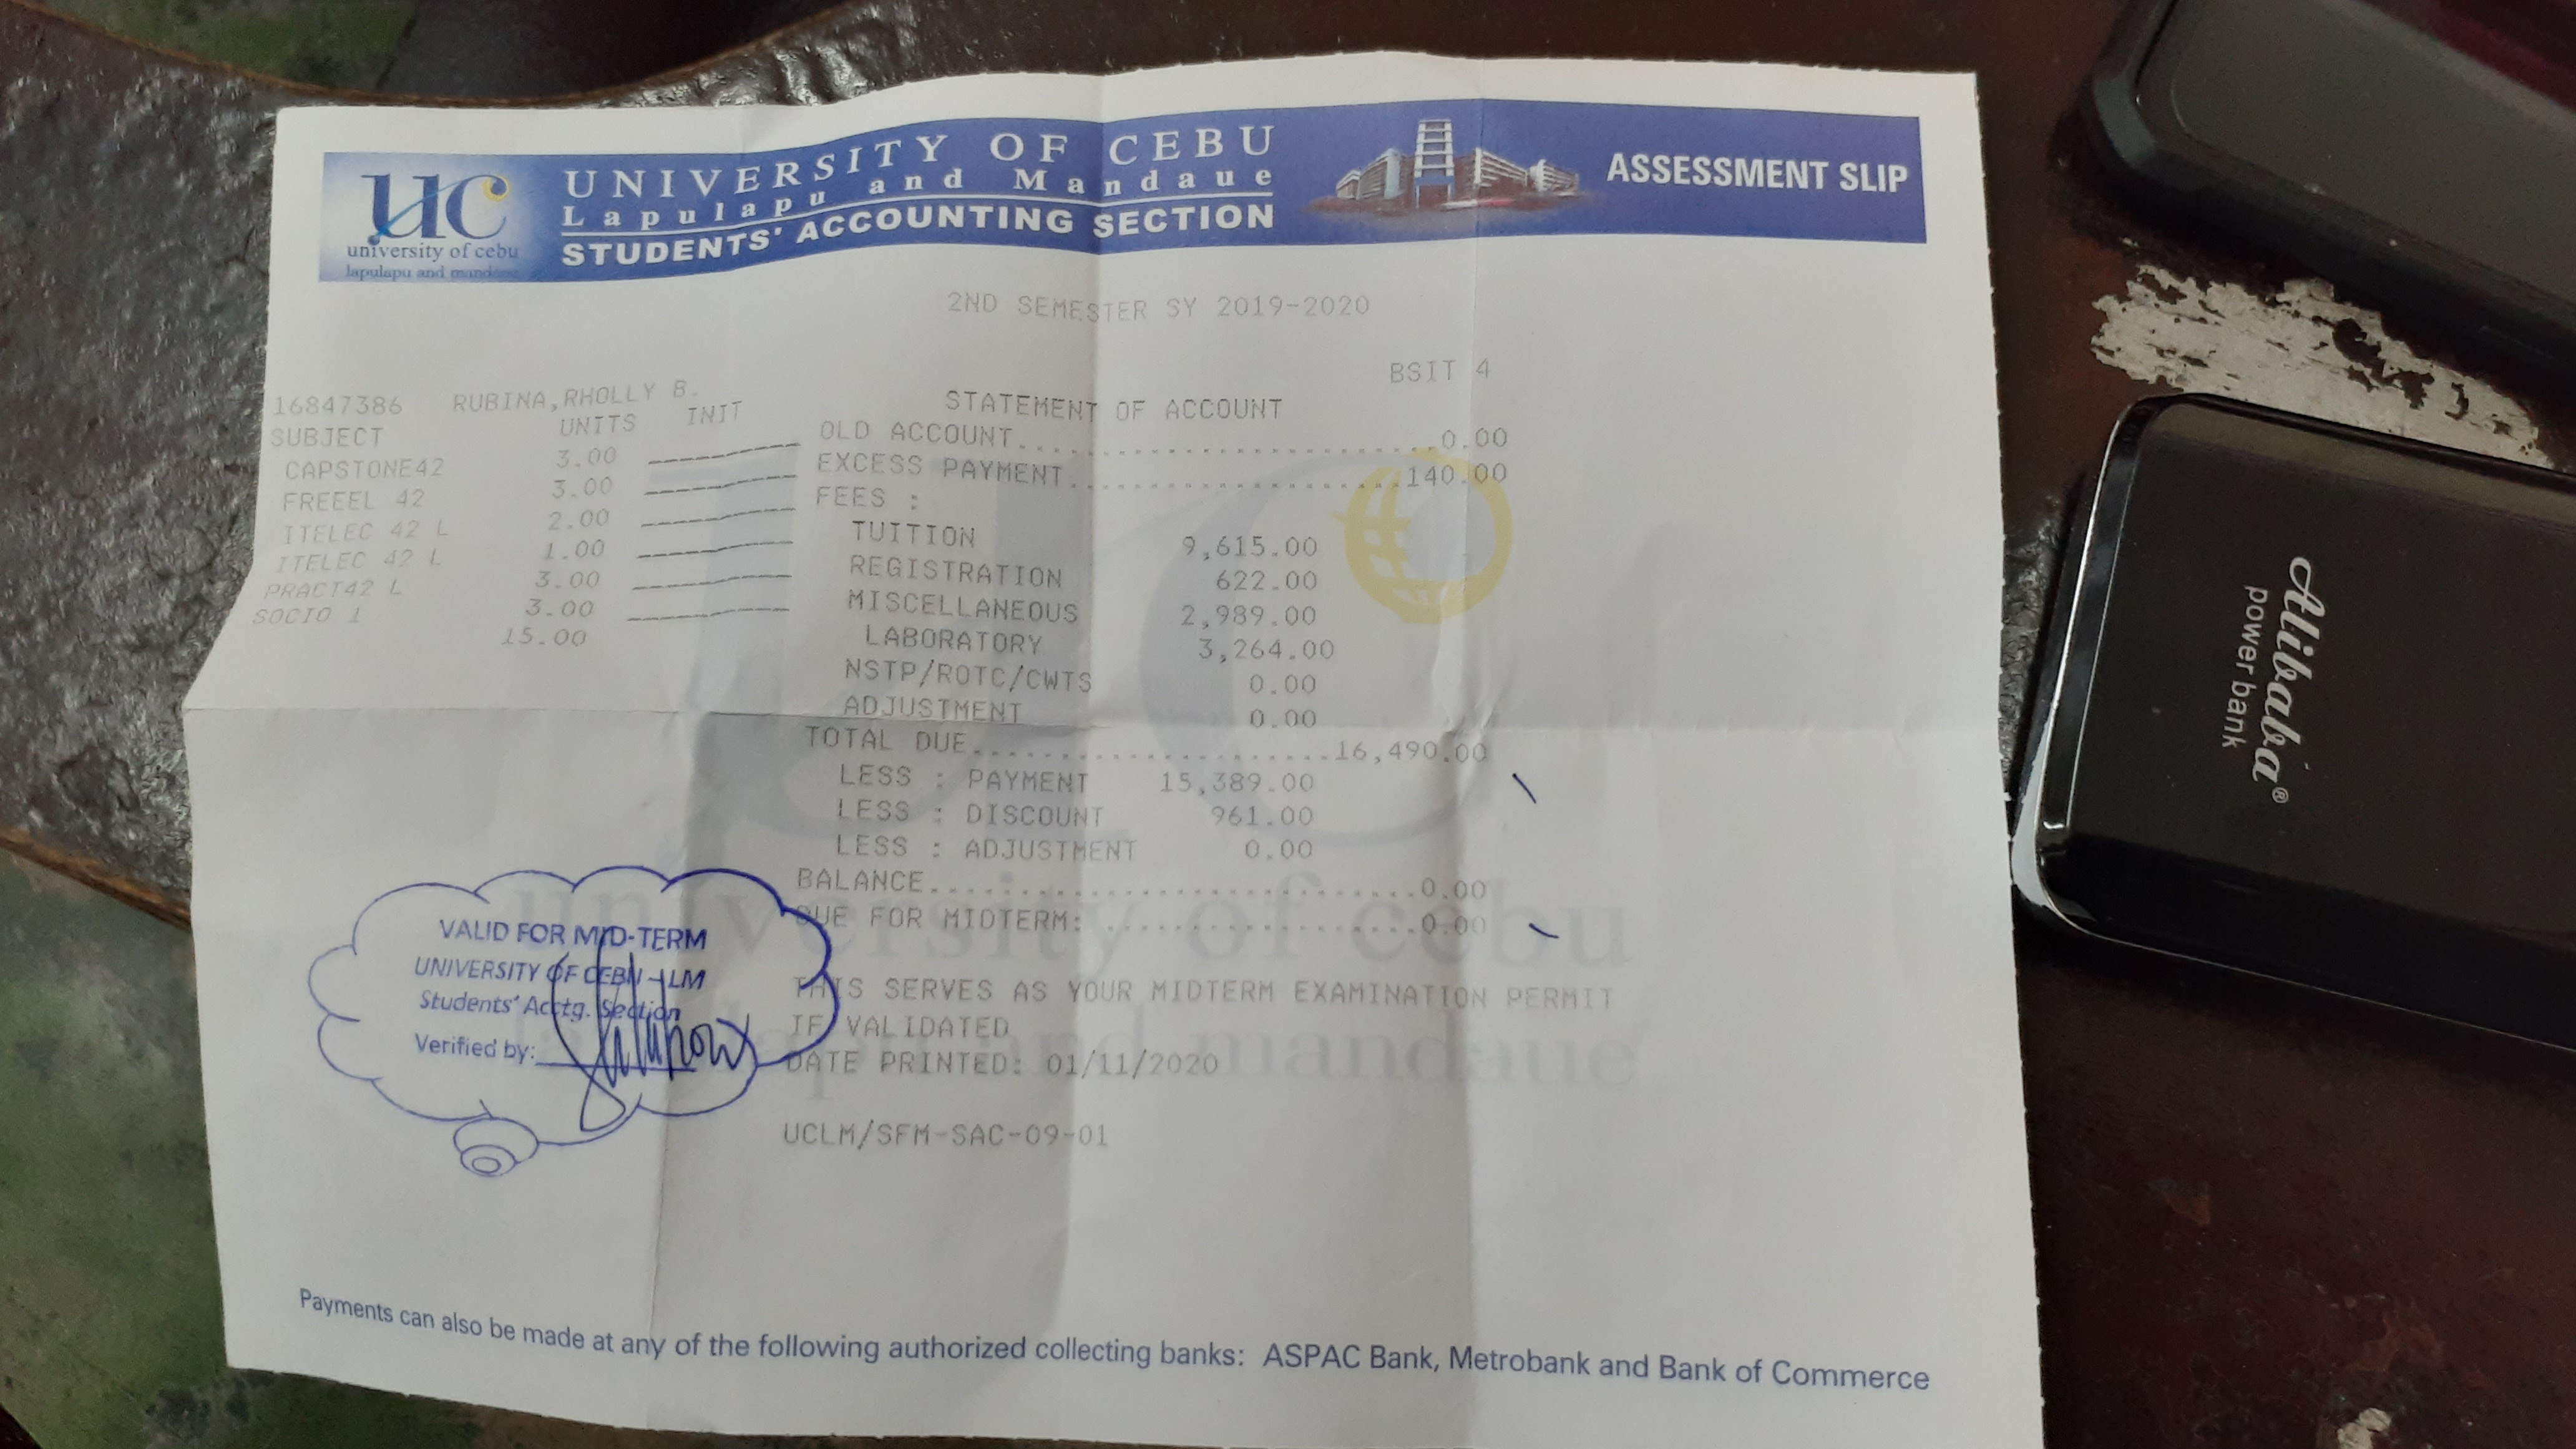 UC
university of cebu
lapulapu and mandaue
UNIVERSITY OF CEBU
Lapulapu and Mandaue
STUDENTS' ACCOUNTING SECTION
ASSESSMENT SLIP
2ND SEMESTER SY 2019-2020
BSIT 4
16847386 RUBINA,RHOLLY B.
SUBJECT UNITS INIT
CAPSTONE42 3.00
FREEEL 42 3.00
ITELEC 42 L 2.00
ITELEC 42 L 1.00
PRACT42 L 3.00
SOCIO 1 3.00
15.00
STATEMENT OF ACCOUNT
OLD ACCOUNT..............................0.00
EXCESS PAYMENT..........................140.00
FEES :
TUITION 9,615.00
REGISTRATION 622.00
MISCELLANEOUS 2,989.00
LABORATORY 3,264.00
NSTP/ROTC/CWTS 0.00
ADJUSTMENT 0.00
TOTAL DUE........................16,490.00
LESS : PAYMENT 15,389.00
LESS : DISCOUNT 961.00
LESS : ADJUSTMENT 0.00
BALANCE................................0.00
DUE FOR MIDTERM: ......................0.00
THIS SERVES AS YOUR MIDTERM EXAMINATION PERMIT
IF VALIDATED
DATE PRINTED: 01/11/2020
UCLM/SFM-SAC-09-01
VALID FOR MID-TERM
UNIVERSITY OF CEBU - LM
Students' Acctg. Section
Verified by:
university of cebu
lapulapu and mandaue
Payments can also be made at any of the following authorized collecting banks: ASPAC Bank, Metrobank and Bank of Commerce
Alibaba®
power bank